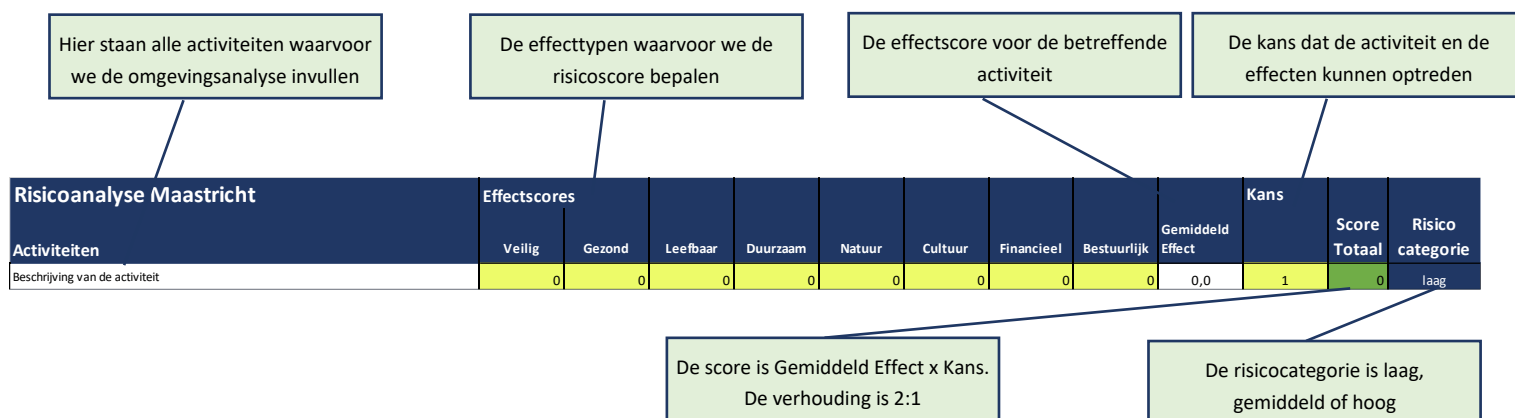 Hier staan alle activiteiten waarvoor
we de omgevingsanalyse invullen
De effecttypen waarvoor we de
risicoscore bepalen
De effectscore voor de betreffende
activiteit
De kans dat de activiteit en de
effecten kunnen optreden
Risicoanalyse Maastricht Effectscores Kans
Activiteiten Veilig Gezond Leefbaar Duurzaam Natuur Cultuur Financieel Bestuurlijk Gemiddeld Effect Score Totaal Risico categorie
Beschrijving van de activiteit 0 0 0 0 0 0 0 0 0,0 1 0 laag
De score is Gemiddeld Effect x Kans.
De verhouding is 2:1
De risicocategorie is laag,
gemiddeld of hoog